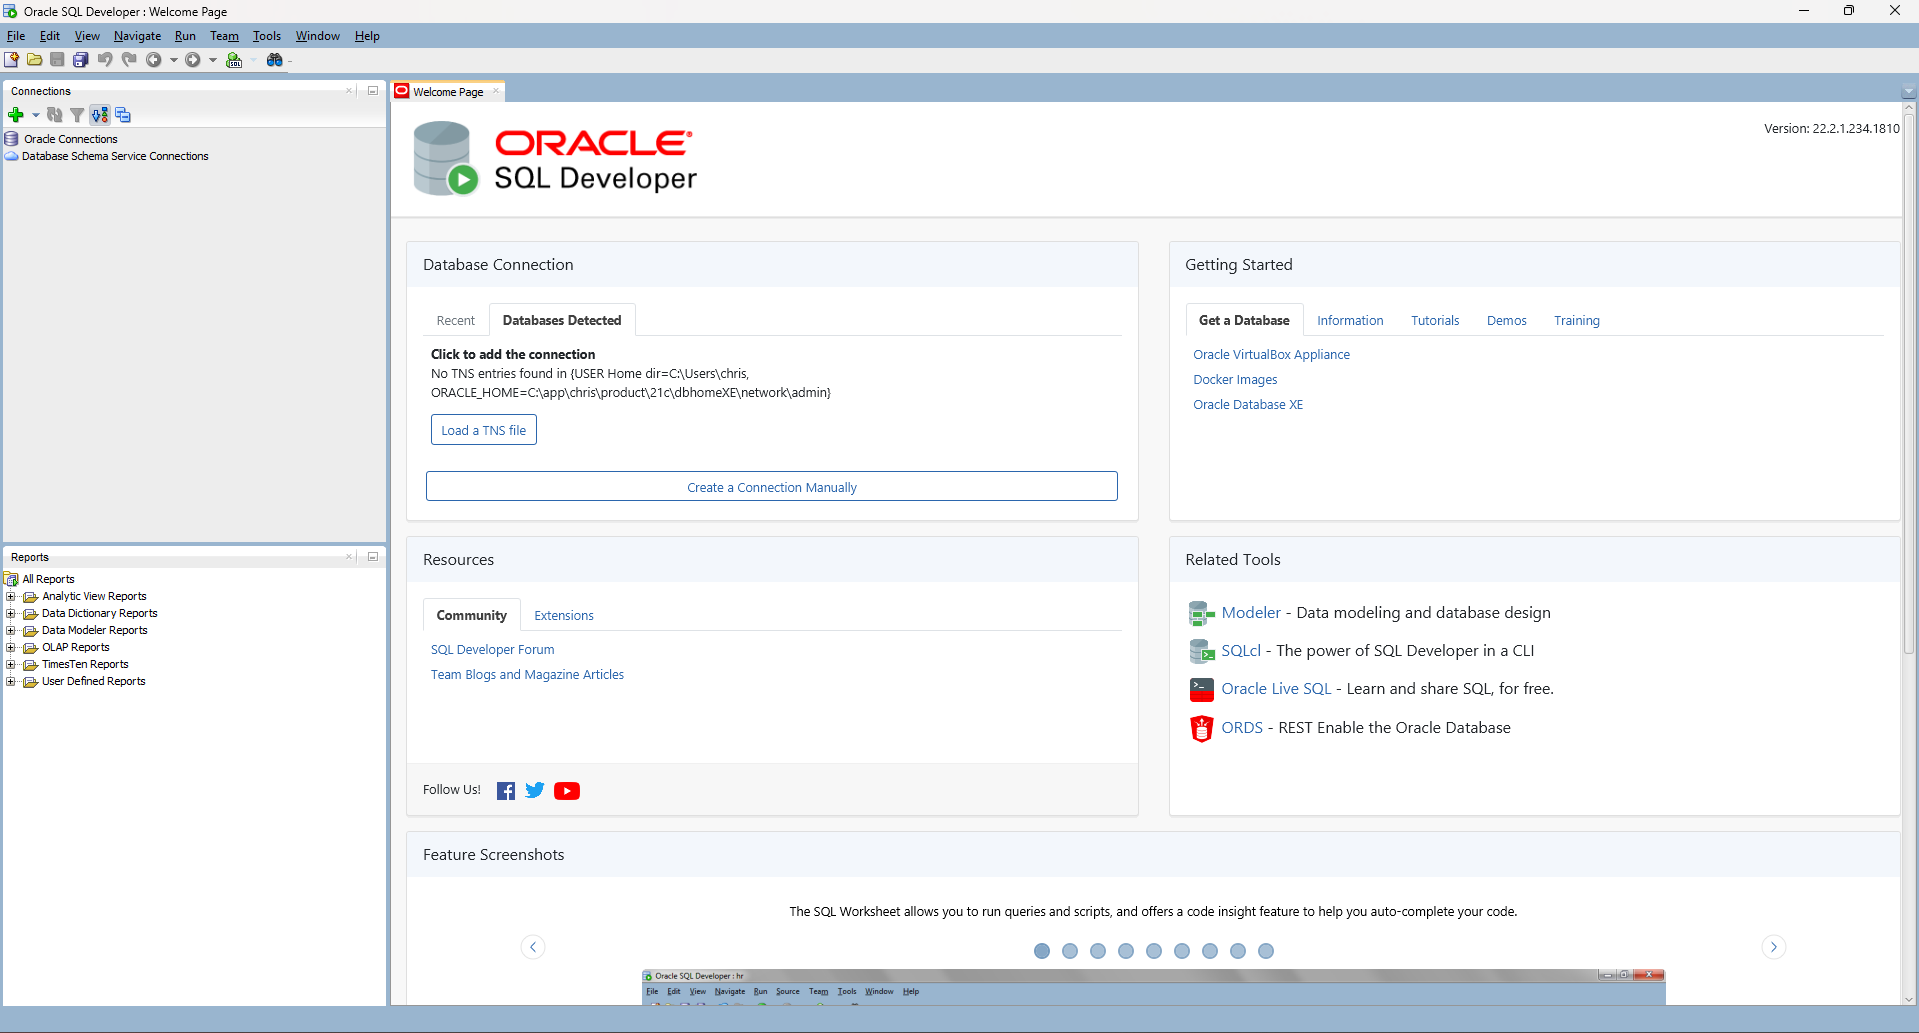 Oracle SQL Developer : Welcome Page
File Edit View Navigate Run Team Tools Window Help
Connections
Oracle Connections
Database Schema Service Connections
Reports
All Reports
Analytic View Reports
Data Dictionary Reports
Data Modeler Reports
OLAP Reports
TimesTen Reports
User Defined Reports
Welcome Page
ORACLE
SQL Developer
Version: 22.2.1.234.1810
Database Connection
Recent Databases Detected
Click to add the connection
No TNS entries found in {USER Home dir=C:\Users\chris,
ORACLE_HOME=C:\app\chris\product\21c\dbhomeXE\network\admin}
Load a TNS file
Create a Connection Manually
Getting Started
Get a Database Information Tutorials Demos Training
Oracle VirtualBox Appliance
Docker Images
Oracle Database XE
Resources
Community Extensions
SQL Developer Forum
Team Blogs and Magazine Articles
Follow Us!
Related Tools
Modeler - Data modeling and database design
SQLcl - The power of SQL Developer in a CLI
Oracle Live SQL - Learn and share SQL, for free.
ORDS - REST Enable the Oracle Database
Feature Screenshots
The SQL Worksheet allows you to run queries and scripts, and offers a code insight feature to help you auto-complete your code.
Oracle SQL Developer : hr
File Edit View Navigate Run Source Team Tools Window Help